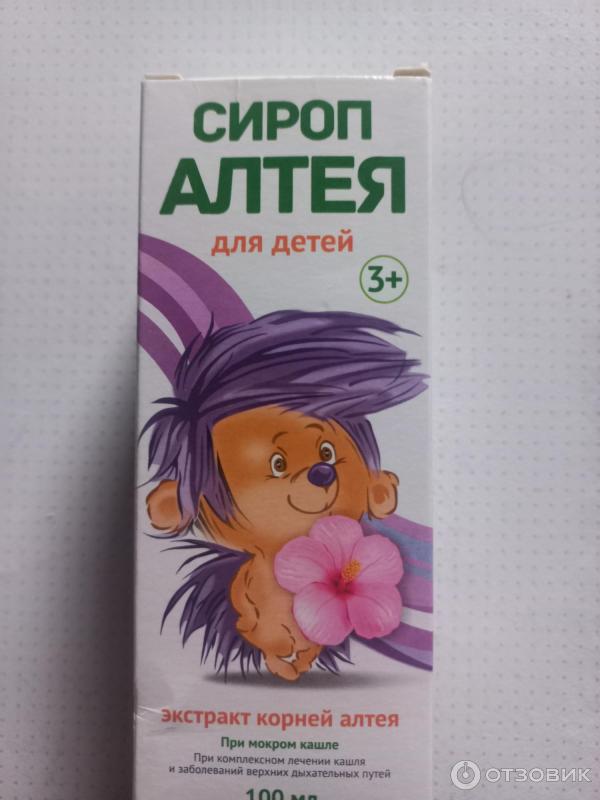 СИРОП
АЛТЕЯ
для детей
3+
экстракт корней алтея
При мокром кашле
При комплексном лечении кашля
и заболеваний верхних дыхательных путей
100 мл
ОТЗОВИК